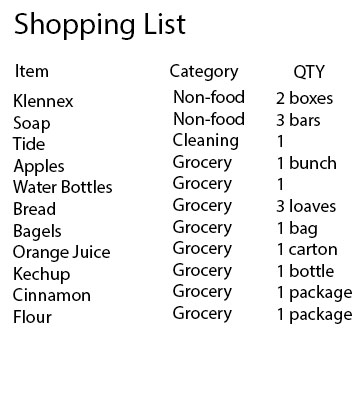 Shopping List
Item Category QTY
Klennex Non-food 2 boxes
Soap Non-food 3 bars
Tide Cleaning 1
Apples Grocery 1 bunch
Water Bottles Grocery 1
Bread Grocery 3 loaves
Bagels Grocery 1 bag
Orange Juice Grocery 1 carton
Kechup Grocery 1 bottle
Cinnamon Grocery 1 package
Flour Grocery 1 package